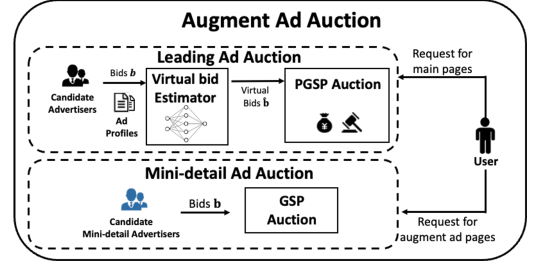 Augment Ad Auction
Leading Ad Auction
Request for
main pages
Candidate
Advertisers
Bids b
Ad
Profiles
Virtual bid
Estimator
Virtual
Bids b̃
PGSP Auction
¥
User
Mini-detail Ad Auction
Candidate
Mini-detail Advertisers
Bids b
GSP
Auction
Request for
augment ad pages